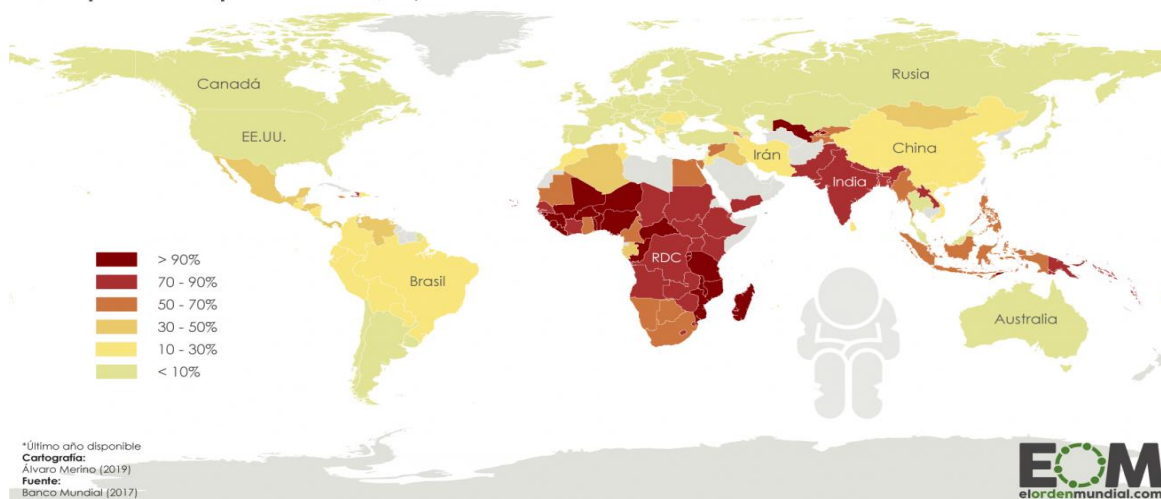 Canadá
EE.UU.
Rusia
Irán
China
India
RDC
Brasil
Australia
> 90%
70 - 90%
50 - 70%
30 - 50%
10 - 30%
< 10%
*Último año disponible
Cartografía:
Álvaro Merino (2019)
Fuente:
Banco Mundial (2017)
EOM
elordenmundial.com